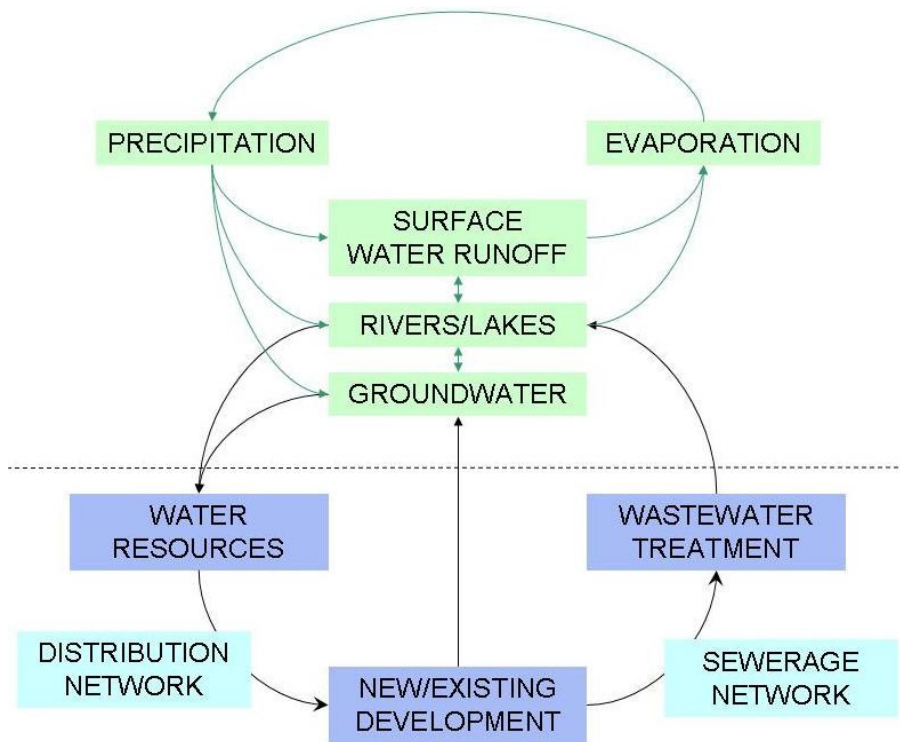 PRECIPITATION
EVAPORATION
SURFACE
WATER RUNOFF
RIVERS/LAKES
GROUNDWATER
WATER
RESOURCES
WASTEWATER
TREATMENT
DISTRIBUTION
NETWORK
NEW/EXISTING
DEVELOPMENT
SEWERAGE
NETWORK